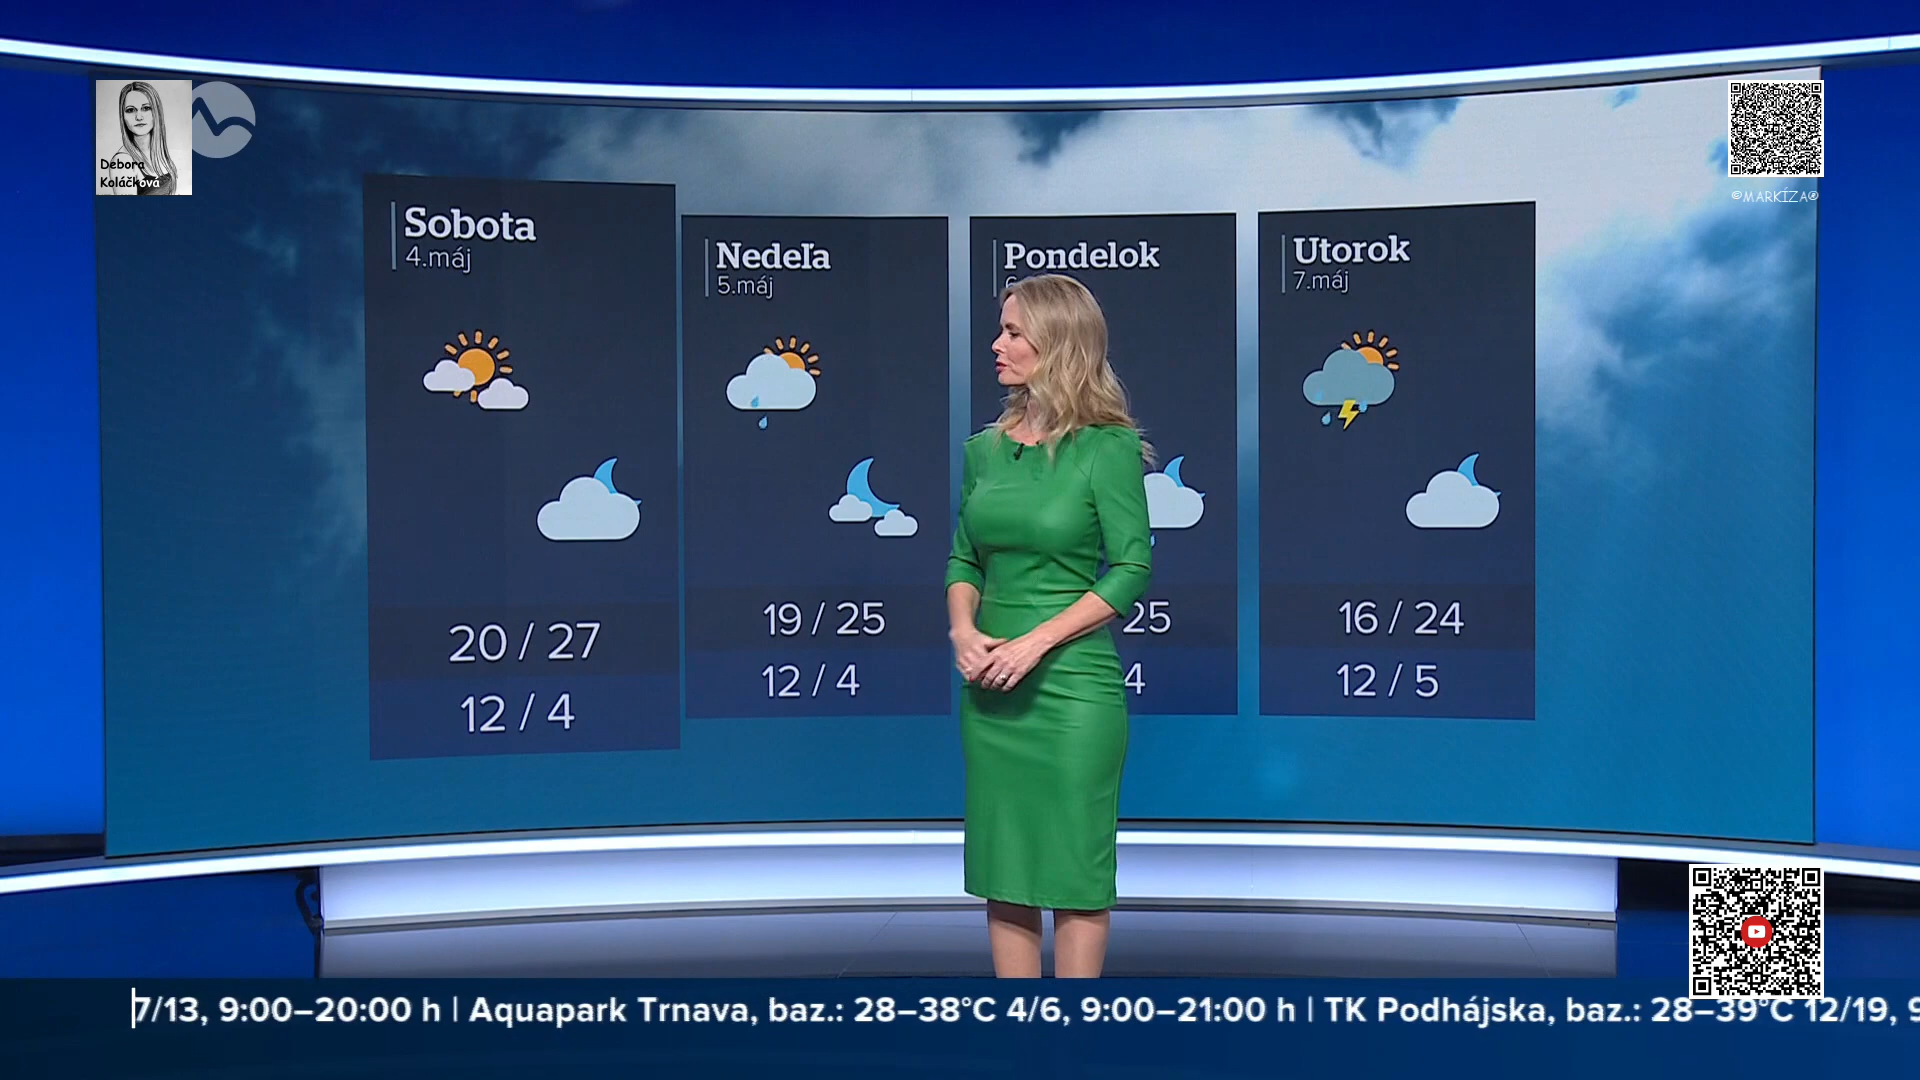 Debora
Koláčková
©MARKÍZA®
Sobota
4.máj
20 / 27
12 / 4
Nedeľa
5.máj
19 / 25
12 / 4
Pondelok
25
4
Utorok
7.máj
16 / 24
12 / 5
7/13, 9:00–20:00 h | Aquapark Trnava, baz.: 28–38°C 4/6, 9:00–21:00 h | TK Podhájska, baz.: 28–39°C 12/19, 9